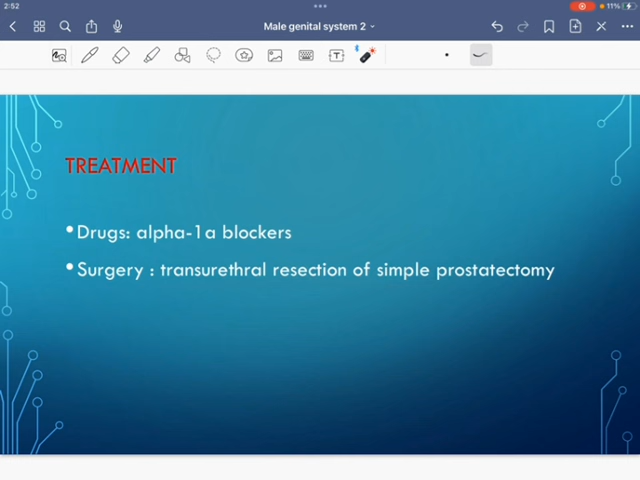 2:52
11%
Male genital system 2
T
TREATMENT
•Drugs: alpha-1a blockers
•Surgery : transurethral resection of simple prostatectomy